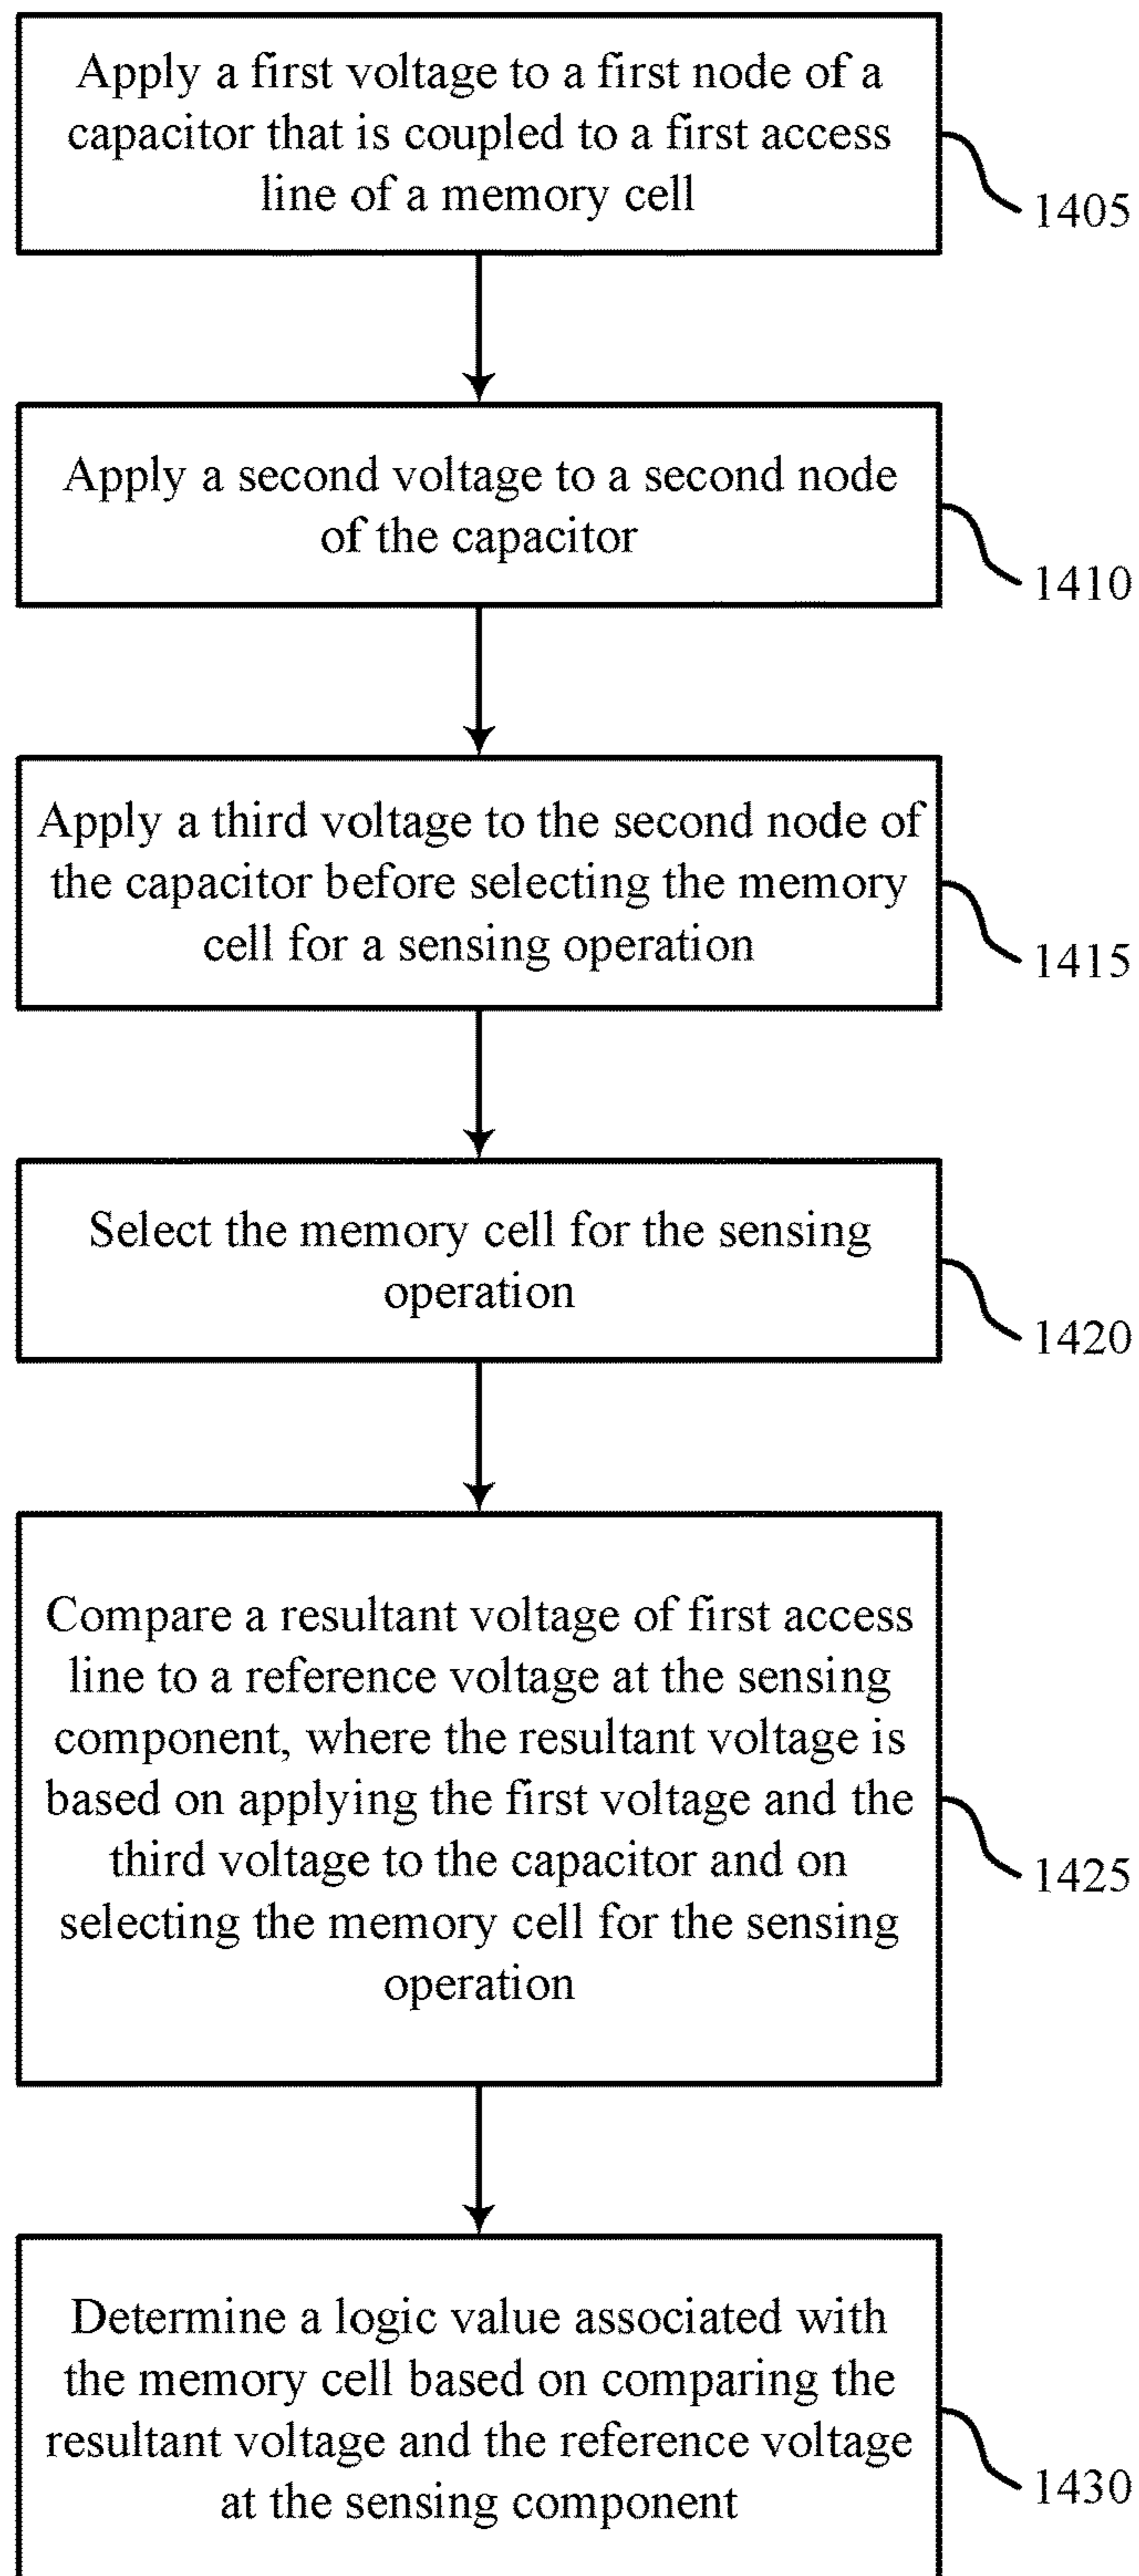 Apply a first voltage to a first node of a
capacitor that is coupled to a first access
line of a memory cell
1405
Apply a second voltage to a second node
of the capacitor
1410
Apply a third voltage to the second node of
the capacitor before selecting the memory
cell for a sensing operation
1415
Select the memory cell for the sensing
operation
1420
Compare a resultant voltage of first access
line to a reference voltage at the sensing
component, where the resultant voltage is
based on applying the first voltage and the
third voltage to the capacitor and on
selecting the memory cell for the sensing
operation
1425
Determine a logic value associated with
the memory cell based on comparing the
resultant voltage and the reference voltage
at the sensing component
1430